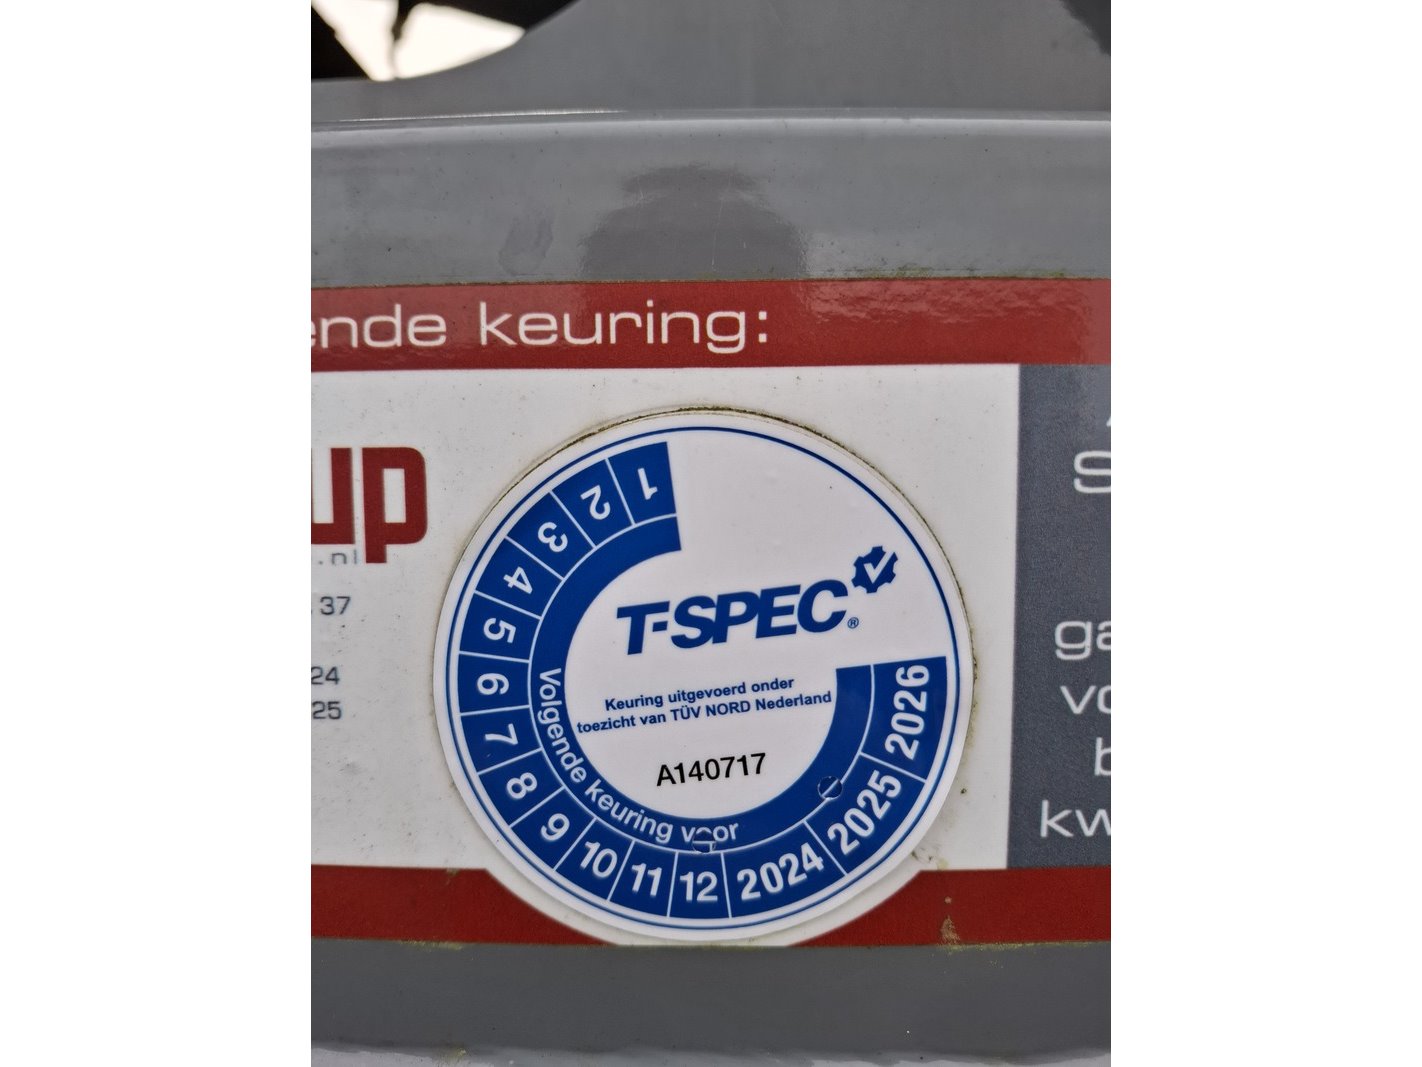 ende keuring:
up
.nl
37
24
25
1
2
3
4
5
6
7
8
9
10
11
12
2024
2025
2026
T-SPEC®
Keuring uitgevoerd onder
toezicht van TÜV NORD Nederland
A140717
Volgende keuring voor
S
ga
vo
b
kw